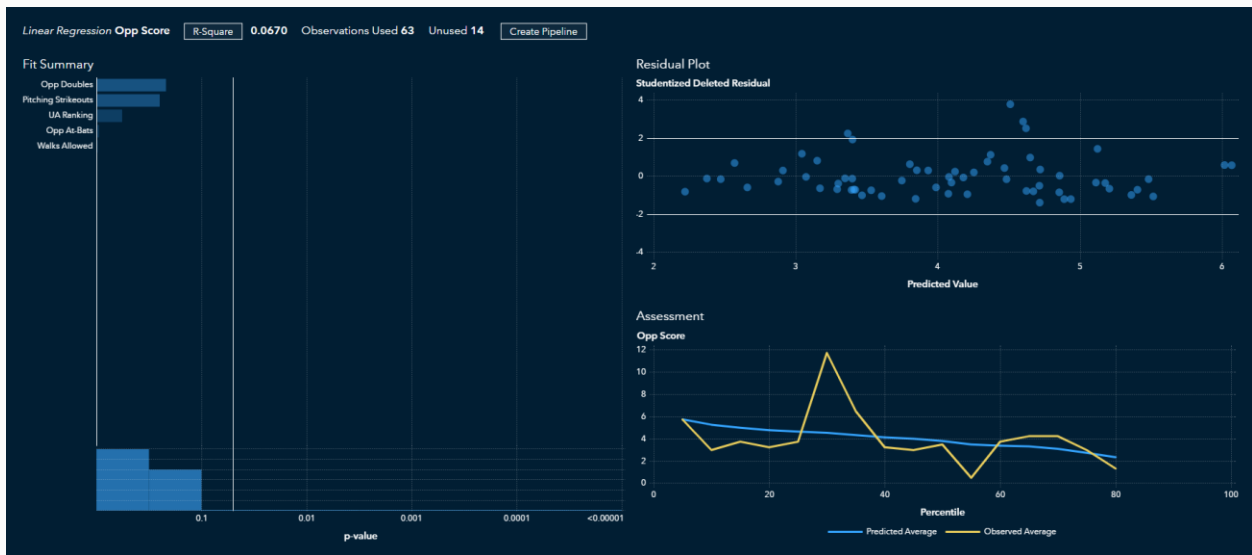 Linear Regression Opp Score R-Square 0.0670 Observations Used 63 Unused 14 Create Pipeline
Fit Summary
Opp Doubles
Pitching Strikeouts
UA Ranking
Opp At-Bats
Walks Allowed
0.1 0.01 0.001 0.0001 <0.00001
p-value
Residual Plot
Studentized Deleted Residual
4
2
0
-2
-4
2 3 4 5 6
Predicted Value
Assessment
Opp Score
12
10
8
6
4
2
0
0 20 40 60 80 100
Percentile
Predicted Average Observed Average